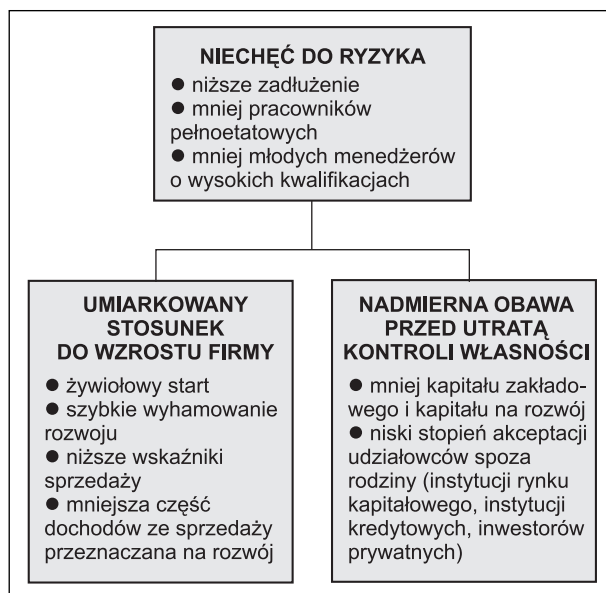 NIECHĘĆ DO RYZYKA
● niższe zadłużenie
● mniej pracowników
pełnoetatowych
● mniej młodych menedżerów
o wysokich kwalifikacjach
UMIARKOWANY
STOSUNEK
DO WZROSTU FIRMY
● żywiołowy start
● szybkie wyhamowanie
rozwoju
● niższe wskaźniki
sprzedaży
● mniejsza część
dochodów ze sprzedaży
przeznaczana na rozwój
NADMIERNA OBAWA
PRZED UTRATĄ
KONTROLI WŁASNOŚCI
● mniej kapitału zakłado-
wego i kapitału na rozwój
● niski stopień akceptacji
udziałowców spoza
rodziny (instytucji rynku
kapitałowego, instytucji
kredytowych, inwestorów
prywatnych)